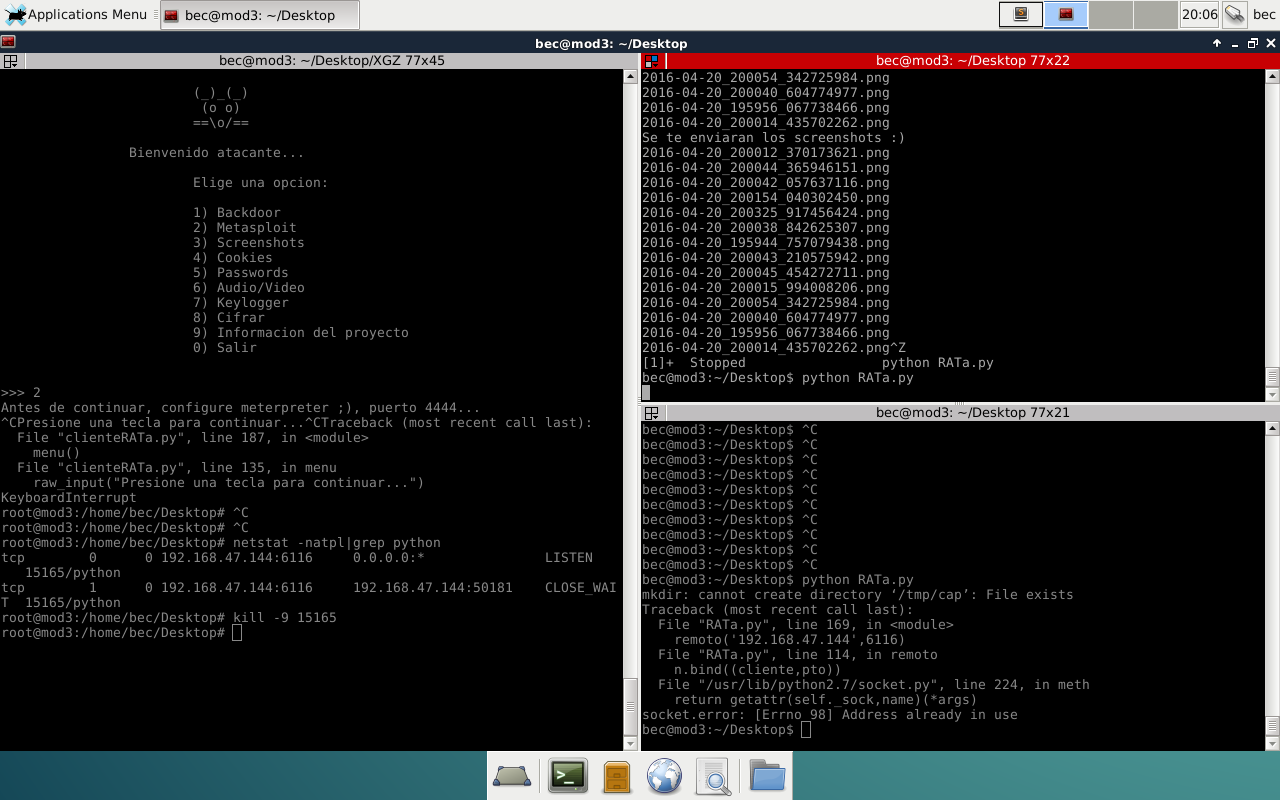 Applications Menu
bec@mod3: ~/Desktop
20:06
bec
bec@mod3: ~/Desktop
bec@mod3: ~/Desktop/XGZ 77x45
(_)_(_)
(o o)
==\o/==
Bienvenido atacante...
Elige una opcion:
1) Backdoor
2) Metasploit
3) Screenshots
4) Cookies
5) Passwords
6) Audio/Video
7) Keylogger
8) Cifrar
9) Informacion del proyecto
0) Salir
>>> 2
Antes de continuar, configure meterpreter ;), puerto 4444...
^CPresione una tecla para continuar...^CTraceback (most recent call last):
  File "clienteRATa.py", line 187, in <module>
    menu()
  File "clienteRATa.py", line 135, in menu
    raw_input("Presione una tecla para continuar...")
KeyboardInterrupt
root@mod3:/home/bec/Desktop# ^C
root@mod3:/home/bec/Desktop# ^C
root@mod3:/home/bec/Desktop# netstat -natpl|grep python
tcp        0      0 192.168.47.144:6116     0.0.0.0:*               LISTEN
   15165/python
tcp        1      0 192.168.47.144:6116     192.168.47.144:50181    CLOSE_WAI
T  15165/python
root@mod3:/home/bec/Desktop# kill -9 15165
root@mod3:/home/bec/Desktop#
bec@mod3: ~/Desktop 77x22
2016-04-20_200054_342725984.png
2016-04-20_200040_604774977.png
2016-04-20_195956_067738466.png
2016-04-20_200014_435702262.png
Se te enviaran los screenshots :)
2016-04-20_200012_370173621.png
2016-04-20_200044_365946151.png
2016-04-20_200042_057637116.png
2016-04-20_200154_040302450.png
2016-04-20_200325_917456424.png
2016-04-20_200038_842625307.png
2016-04-20_195944_757079438.png
2016-04-20_200043_210575942.png
2016-04-20_200045_454272711.png
2016-04-20_200015_994008206.png
2016-04-20_200054_342725984.png
2016-04-20_200040_604774977.png
2016-04-20_195956_067738466.png
2016-04-20_200014_435702262.png^Z
[1]+  Stopped                 python RATa.py
bec@mod3:~/Desktop$ python RATa.py
bec@mod3: ~/Desktop 77x21
bec@mod3:~/Desktop$ ^C
bec@mod3:~/Desktop$ ^C
bec@mod3:~/Desktop$ ^C
bec@mod3:~/Desktop$ ^C
bec@mod3:~/Desktop$ ^C
bec@mod3:~/Desktop$ ^C
bec@mod3:~/Desktop$ ^C
bec@mod3:~/Desktop$ ^C
bec@mod3:~/Desktop$ ^C
bec@mod3:~/Desktop$ ^C
bec@mod3:~/Desktop$ python RATa.py
mkdir: cannot create directory ‘/tmp/cap’: File exists
Traceback (most recent call last):
  File "RATa.py", line 169, in <module>
    remoto('192.168.47.144',6116)
  File "RATa.py", line 114, in remoto
    n.bind((cliente,pto))
  File "/usr/lib/python2.7/socket.py", line 224, in meth
    return getattr(self._sock,name)(*args)
socket.error: [Errno 98] Address already in use
bec@mod3:~/Desktop$